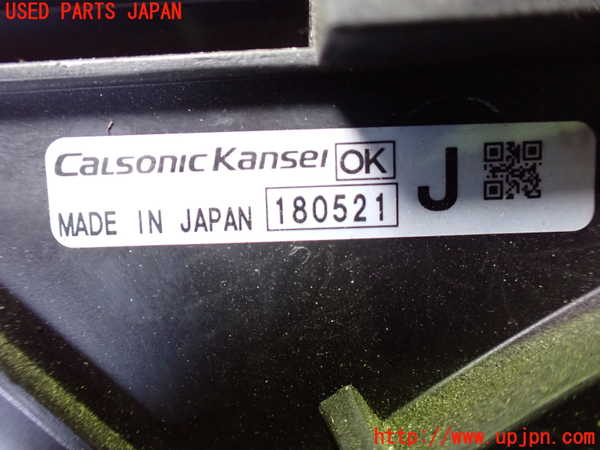 USED PARTS JAPAN
CALSONIC KANSEI OK
MADE IN JAPAN 180521 J
http://www.upjpn.com/